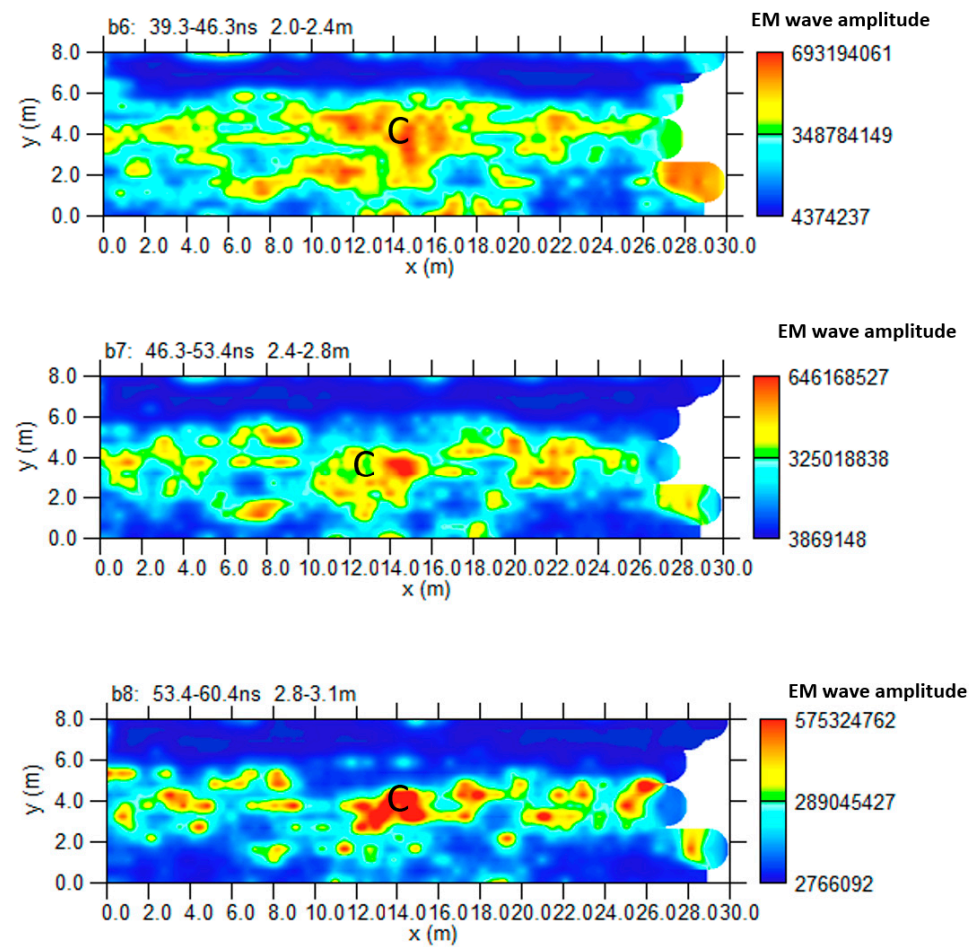 b6: 39.3-46.3ns 2.0-2.4m
EM wave amplitude
8.0
6.0
4.0
2.0
0.0
y (m)
C
693194061
348784149
4374237
0.0 2.0 4.0 6.0 8.0 10.0 12.0 14.0 16.0 18.0 20.0 22.0 24.0 26.0 28.0 30.0
x (m)
b7: 46.3-53.4ns 2.4-2.8m
EM wave amplitude
8.0
6.0
4.0
2.0
0.0
y (m)
C
646168527
325018838
3869148
0.0 2.0 4.0 6.0 8.0 10.0 12.0 14.0 16.0 18.0 20.0 22.0 24.0 26.0 28.0 30.0
x (m)
b8: 53.4-60.4ns 2.8-3.1m
EM wave amplitude
8.0
6.0
4.0
2.0
0.0
y (m)
C
575324762
289045427
2766092
0.0 2.0 4.0 6.0 8.0 10.0 12.0 14.0 16.0 18.0 20.0 22.0 24.0 26.0 28.0 30.0
x (m)